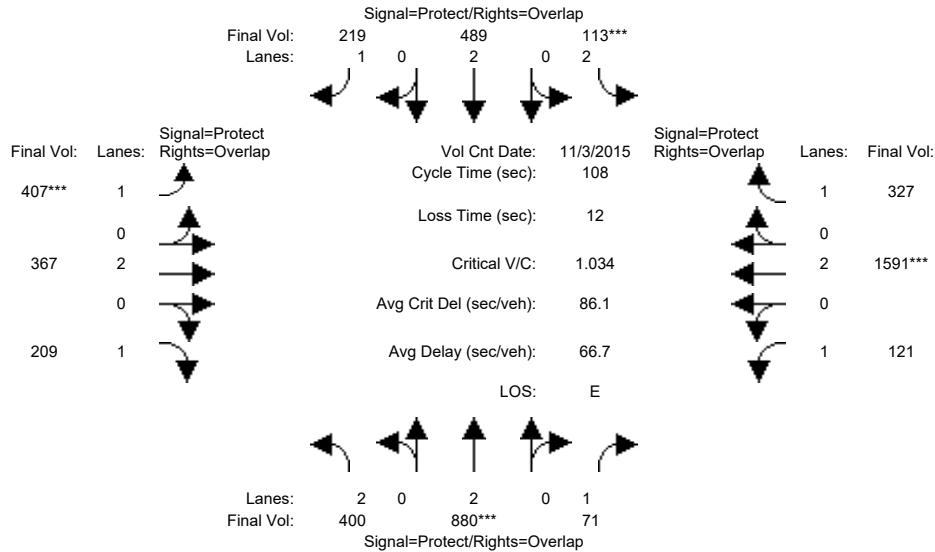 Signal=Protect/Rights=Overlap
Final Vol: 219 489 113***
Lanes: 1 0 2 0 2
Signal=Protect
Final Vol: Lanes: Rights=Overlap
Vol Cnt Date: 11/3/2015
Signal=Protect
Rights=Overlap Lanes: Final Vol:
Cycle Time (sec): 108
407*** 1
1 327
Loss Time (sec): 12
0
0
367 2
Critical V/C: 1.034
2 1591***
0
Avg Crit Del (sec/veh): 86.1
0
209 1
Avg Delay (sec/veh): 66.7
1 121
LOS: E
Lanes: 2 0 2 0 1
Final Vol: 400 880*** 71
Signal=Protect/Rights=Overlap